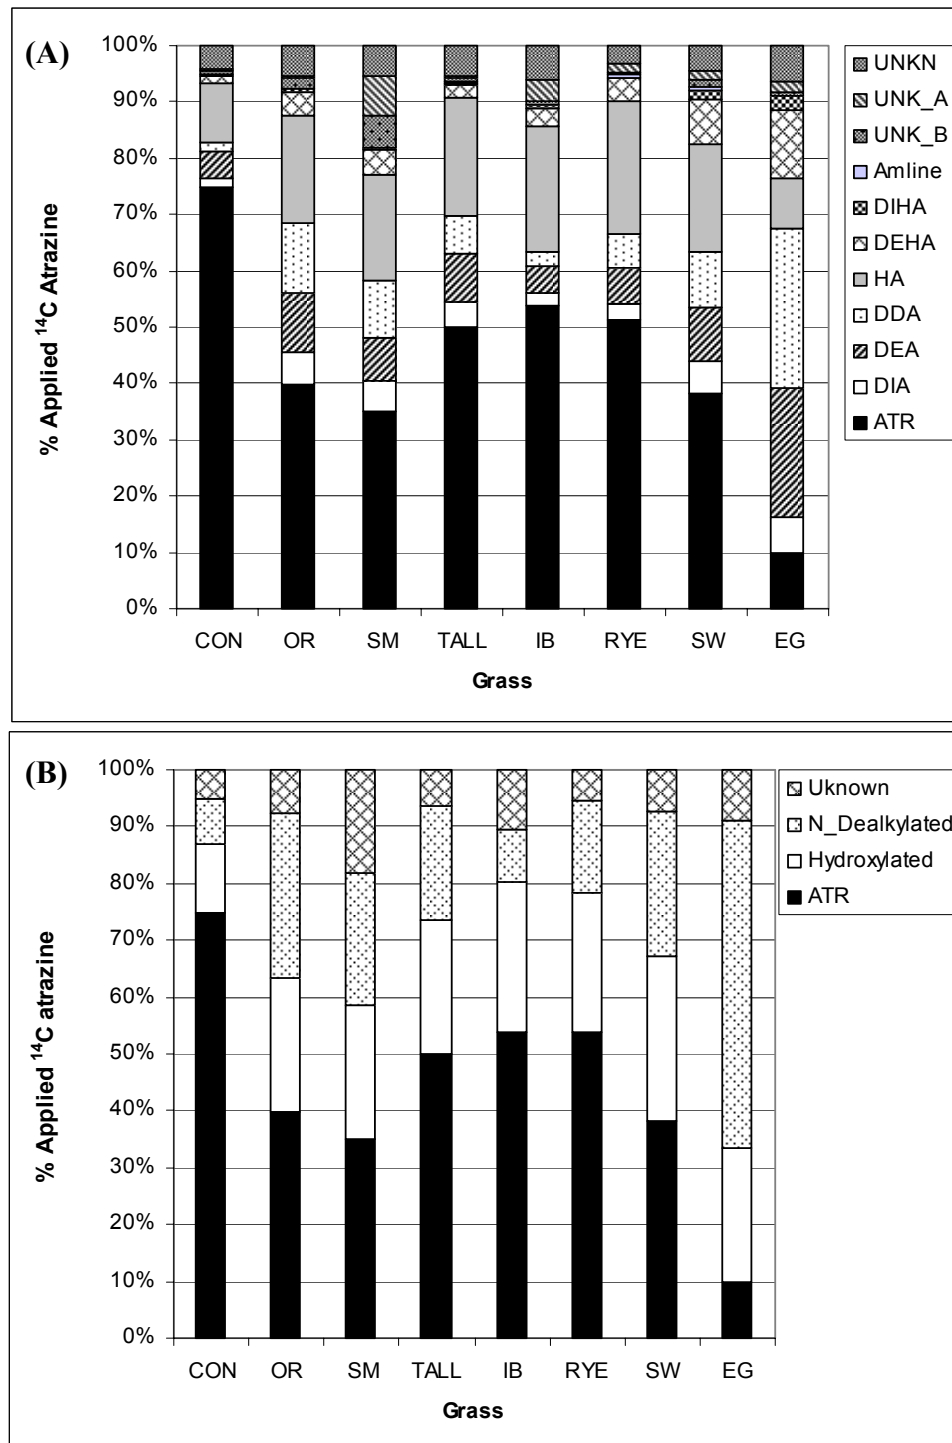 (A)
100%
90%
80%
70%
60%
50%
40%
30%
20%
10%
0%
% Applied ¹⁴C Atrazine
CON OR SM TALL IB RYE SW EG
Grass
UNKN
UNK_A
UNK_B
Amline
DIHA
DEHA
HA
DDA
DEA
DIA
ATR
(B)
100%
90%
80%
70%
60%
50%
40%
30%
20%
10%
0%
% Applied ¹⁴C atrazine
CON OR SM TALL IB RYE SW EG
Grass
Uknown
N_Dealkylated
Hydroxylated
ATR